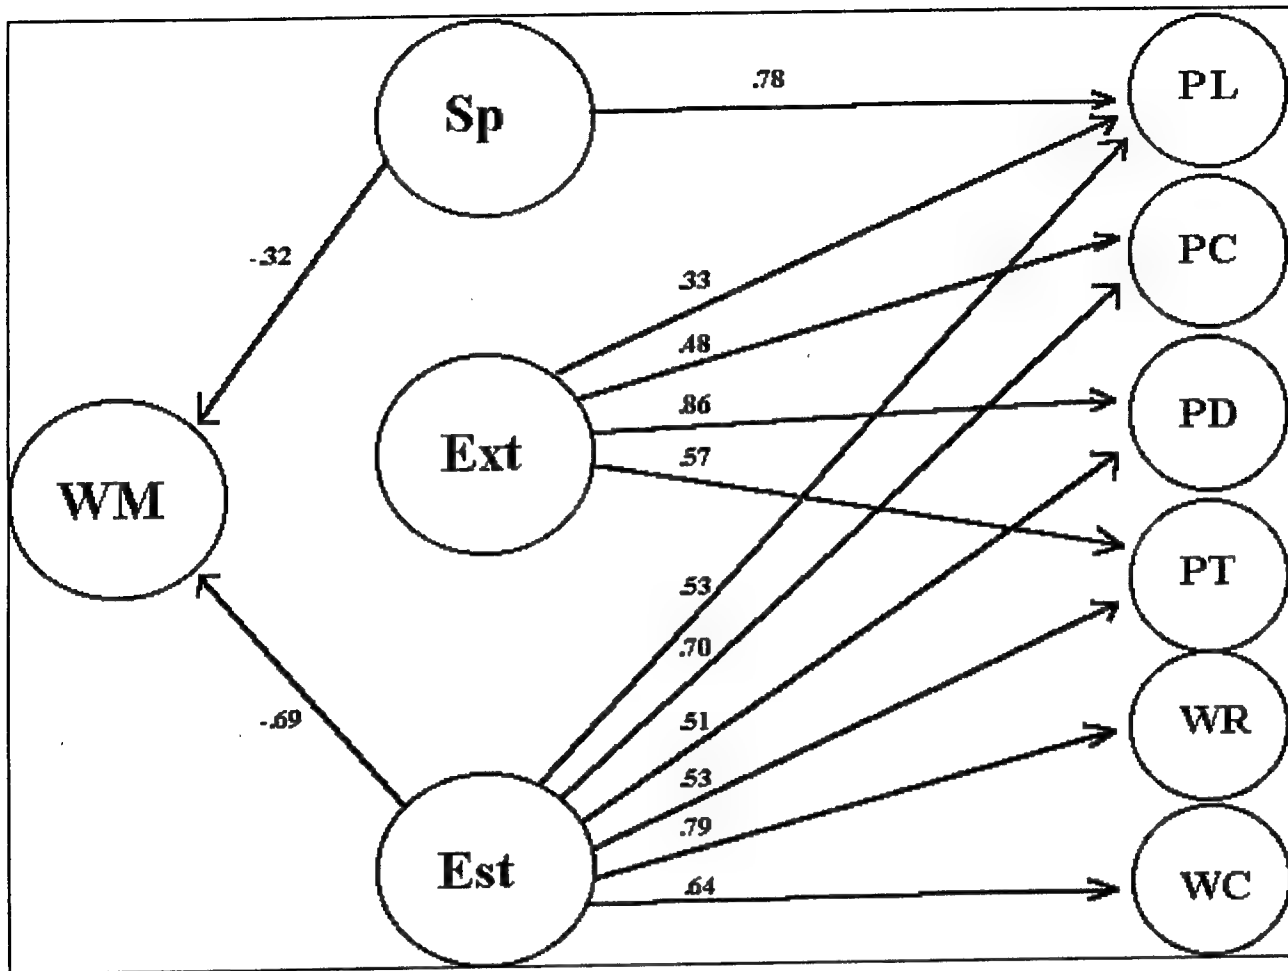 Sp
.78
PL
-.32
.33
PC
.48
.86
PD
Ext
.57
WM
PT
.53
.70
-.69
.51
WR
.53
.79
Est
.64
WC